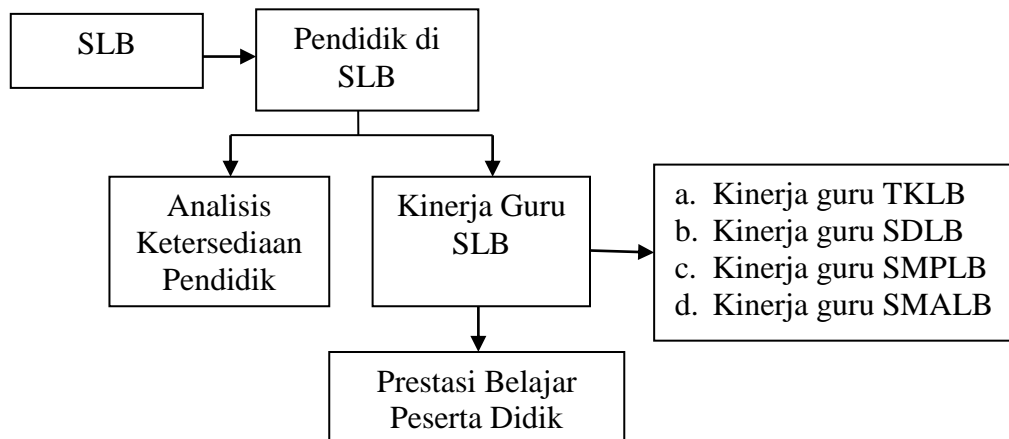 SLB
Pendidik di
SLB
Analisis
Ketersediaan
Pendidik
Kinerja Guru
SLB
a. Kinerja guru TKLB
b. Kinerja guru SDLB
c. Kinerja guru SMPLB
d. Kinerja guru SMALB
Prestasi Belajar
Peserta Didik